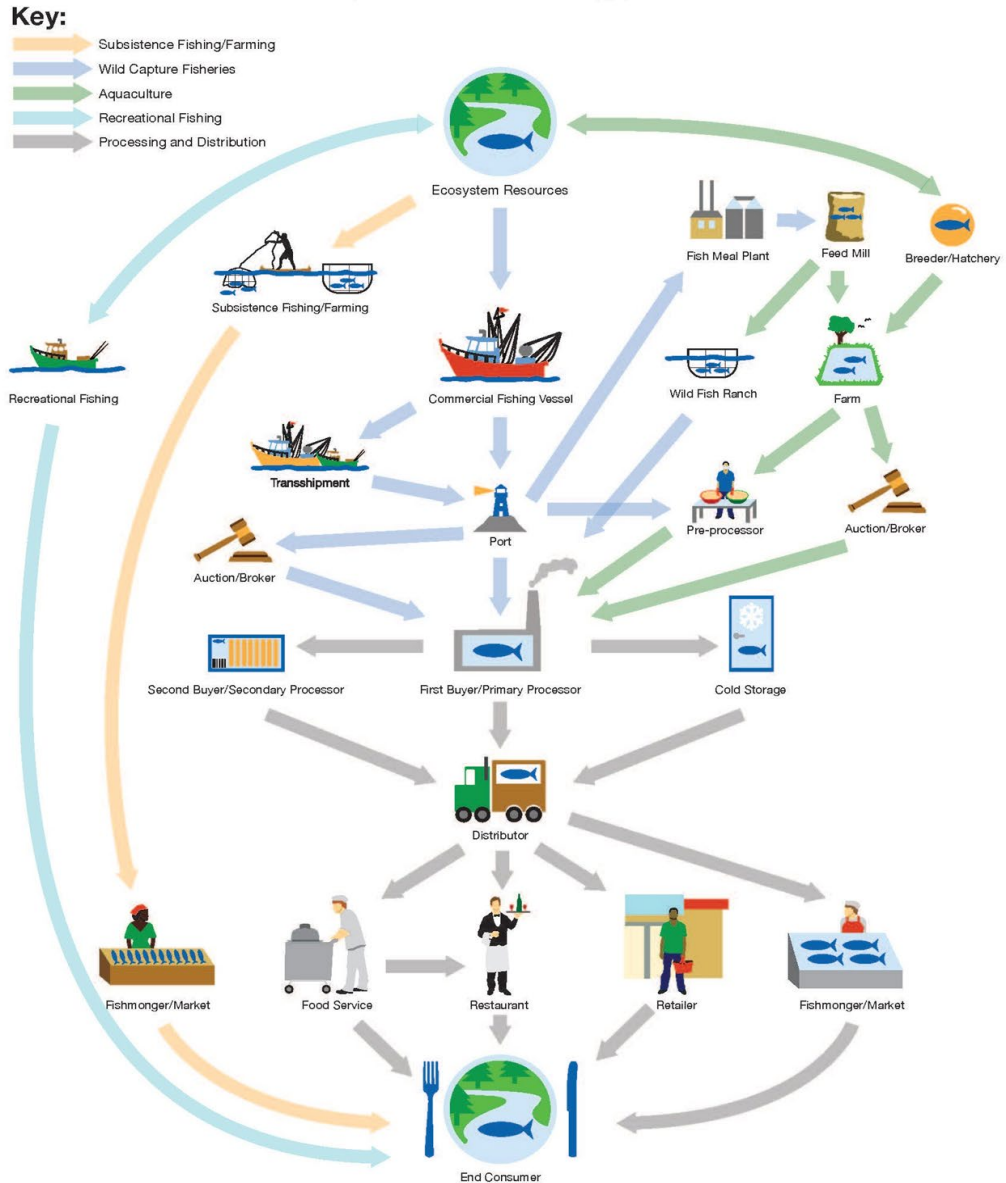 Key:
Subsistence Fishing/Farming
Wild Capture Fisheries
Aquaculture
Recreational Fishing
Processing and Distribution
Ecosystem Resources
Fish Meal Plant
Feed Mill
Breeder/Hatchery
Subsistence Fishing/Farming
Recreational Fishing
Commercial Fishing Vessel
Wild Fish Ranch
Farm
Transshipment
Port
Pre-processor
Auction/Broker
Auction/Broker
Second Buyer/Secondary Processor
First Buyer/Primary Processor
Cold Storage
Distributor
Fishmonger/Market
Food Service
Restaurant
Retailer
Fishmonger/Market
End Consumer